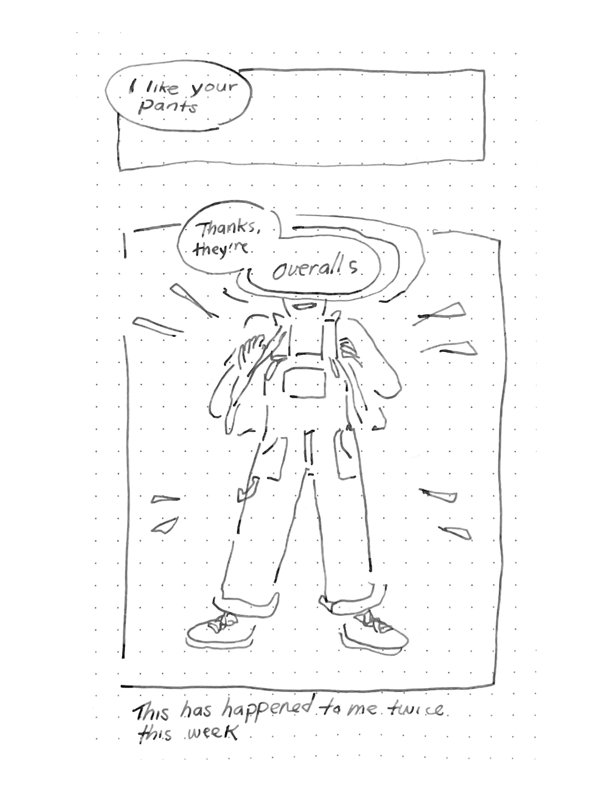 I like your
pants
Thanks,
they're
overalls
This has happened to me twice
this week